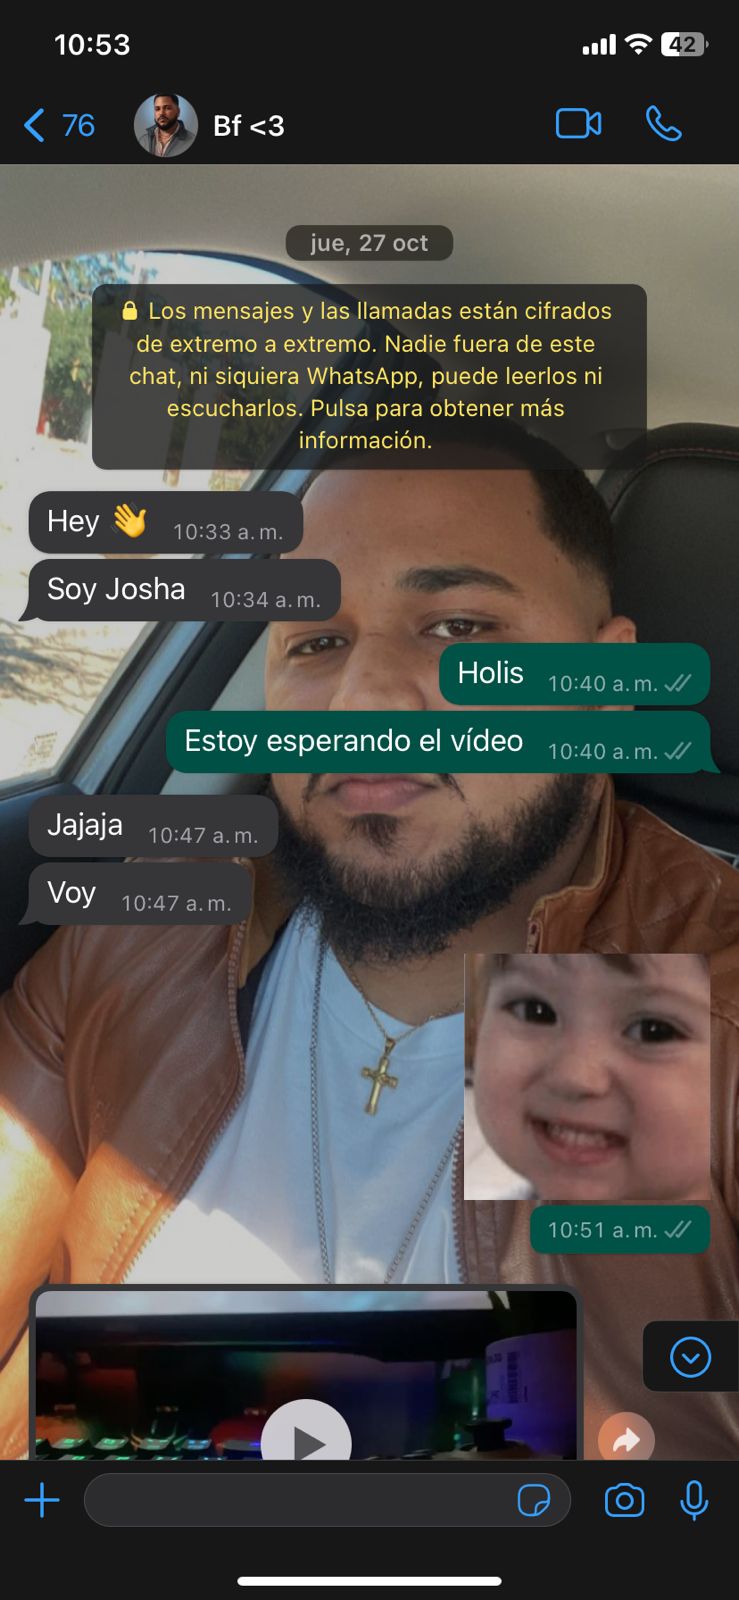 10:53
42
76
Bf <3
jue, 27 oct
Los mensajes y las llamadas están cifrados
de extremo a extremo. Nadie fuera de este
chat, ni siquiera WhatsApp, puede leerlos ni
escucharlos. Pulsa para obtener más
información.
Hey 👋 10:33 a.m.
Soy Josha 10:34 a.m.
Holis 10:40 a.m.
Estoy esperando el vídeo 10:40 a.m.
Jajaja 10:47 a.m.
Voy 10:47 a.m.
10:51 a.m.